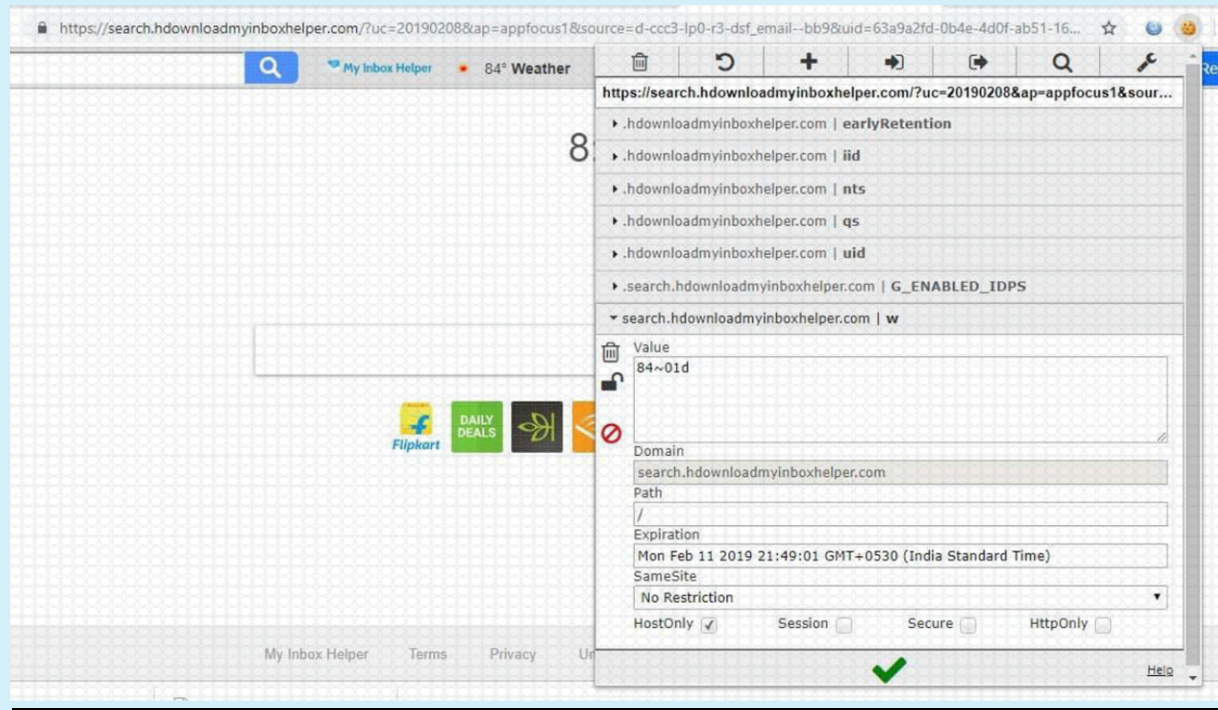 https://search.hdownloadmyinboxhelper.com/?uc=20190208&ap=appfocus1&source=d-ccc3-lp0-r3-dsf_email--bb9&uid=63a9a2fd-0b4e-4d0f-ab51-16...
My Inbox Helper 84° Weather
https://search.hdownloadmyinboxhelper.com/?uc=20190208&ap=appfocus1&sour...
.hdownloadmyinboxhelper.com | earlyRetention
.hdownloadmyinboxhelper.com | iid
.hdownloadmyinboxhelper.com | nts
.hdownloadmyinboxhelper.com | qs
.hdownloadmyinboxhelper.com | uid
.search.hdownloadmyinboxhelper.com | G_ENABLED_IDPS
search.hdownloadmyinboxhelper.com | w
Value
84~01d
Domain
search.hdownloadmyinboxhelper.com
Path
/
Expiration
Mon Feb 11 2019 21:49:01 GMT+0530 (India Standard Time)
SameSite
No Restriction
HostOnly Session Secure HttpOnly
Help
Flipkart
DAILY
DEALS
My Inbox Helper Terms Privacy